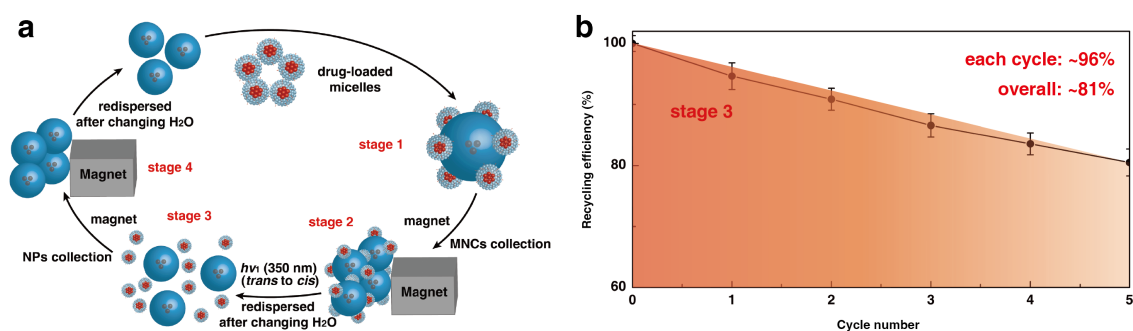 a
drug-loaded
micelles
redispersed
after changing H2O
stage 1
Magnet
stage 4
magnet
stage 3
stage 2
magnet
MNCs collection
NPs collection
hν1 (350 nm)
(trans to cis)
Magnet
redispersed
after changing H2O
b
100
80
60
Recycling efficiency (%)
each cycle: ~96%
overall: ~81%
stage 3
0 1 2 3 4 5
Cycle number